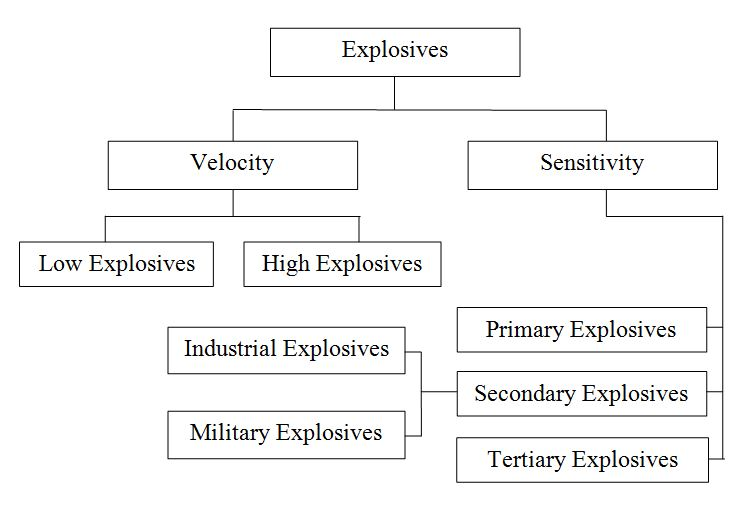 Explosives
Velocity
Sensitivity
Low Explosives
High Explosives
Primary Explosives
Industrial Explosives
Secondary Explosives
Military Explosives
Tertiary Explosives